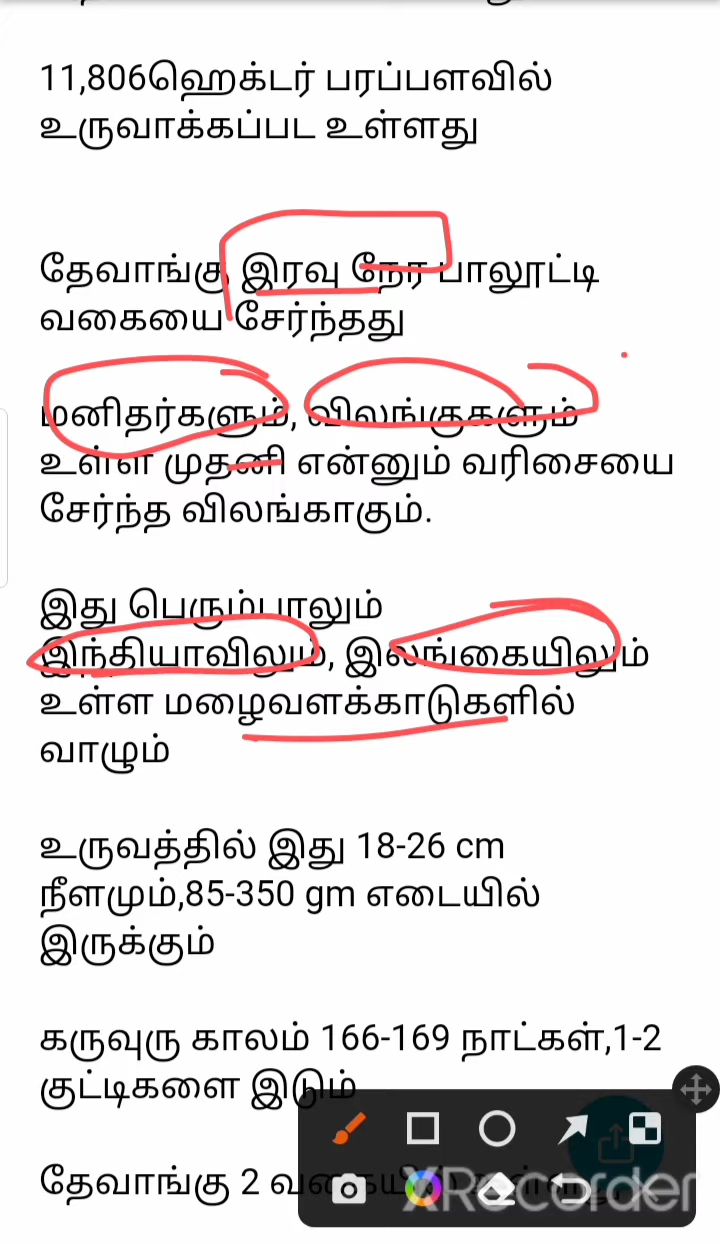 11,806ஹெக்டர் பரப்பளவில்
உருவாக்கப்பட உள்ளது
தேவாங்கு இரவு நேர பாலூட்டி
வகையை சேர்ந்தது
மனிதர்களும், விலங்குகளும்
உள்ள முதனி என்னும் வரிசையை
சேர்ந்த விலங்காகும்.
இது பெரும்பாலும்
இந்தியாவிலும், இலங்கையிலும்
உள்ள மழைவளக்காடுகளில்
வாழும்
உருவத்தில் இது 18-26 cm
நீளமும்,85-350 gm எடையில்
இருக்கும்
கருவுரு காலம் 166-169 நாட்கள்,1-2
குட்டிகளை இடும்
தேவாங்கு 2
XRecorder